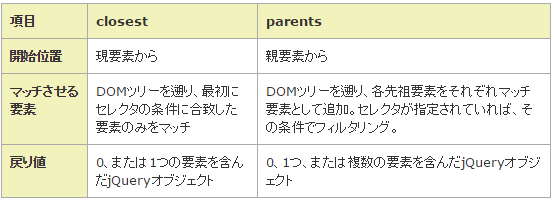 項目 closest parents
開始位置 現要素から 親要素から
マッチさせる
要素
DOMツリーを遡り、最初に
セレクタの条件に合致した
要素のみをマッチ
DOMツリーを遡り、各先祖要素をそれぞれマッチ
要素として追加。セレクタが指定されていれば、そ
の条件でフィルタリング。
戻り値
0、または1つの要素を含ん
だjQueryオブジェクト
0、1つ、または複数の要素を含んだjQueryオブジ
ェクト